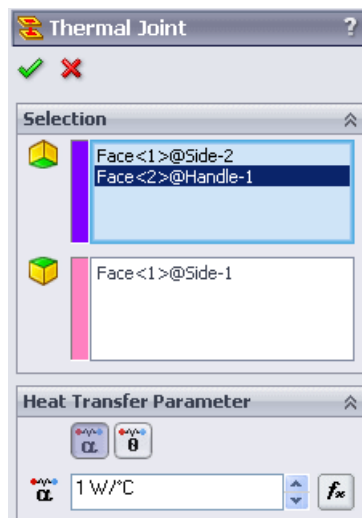 Thermal Joint ?
Selection
Face<1>@Side-2
Face<2>@Handle-1
Face<1>@Side-1
Heat Transfer Parameter
α θ
α 1 W/°C fx